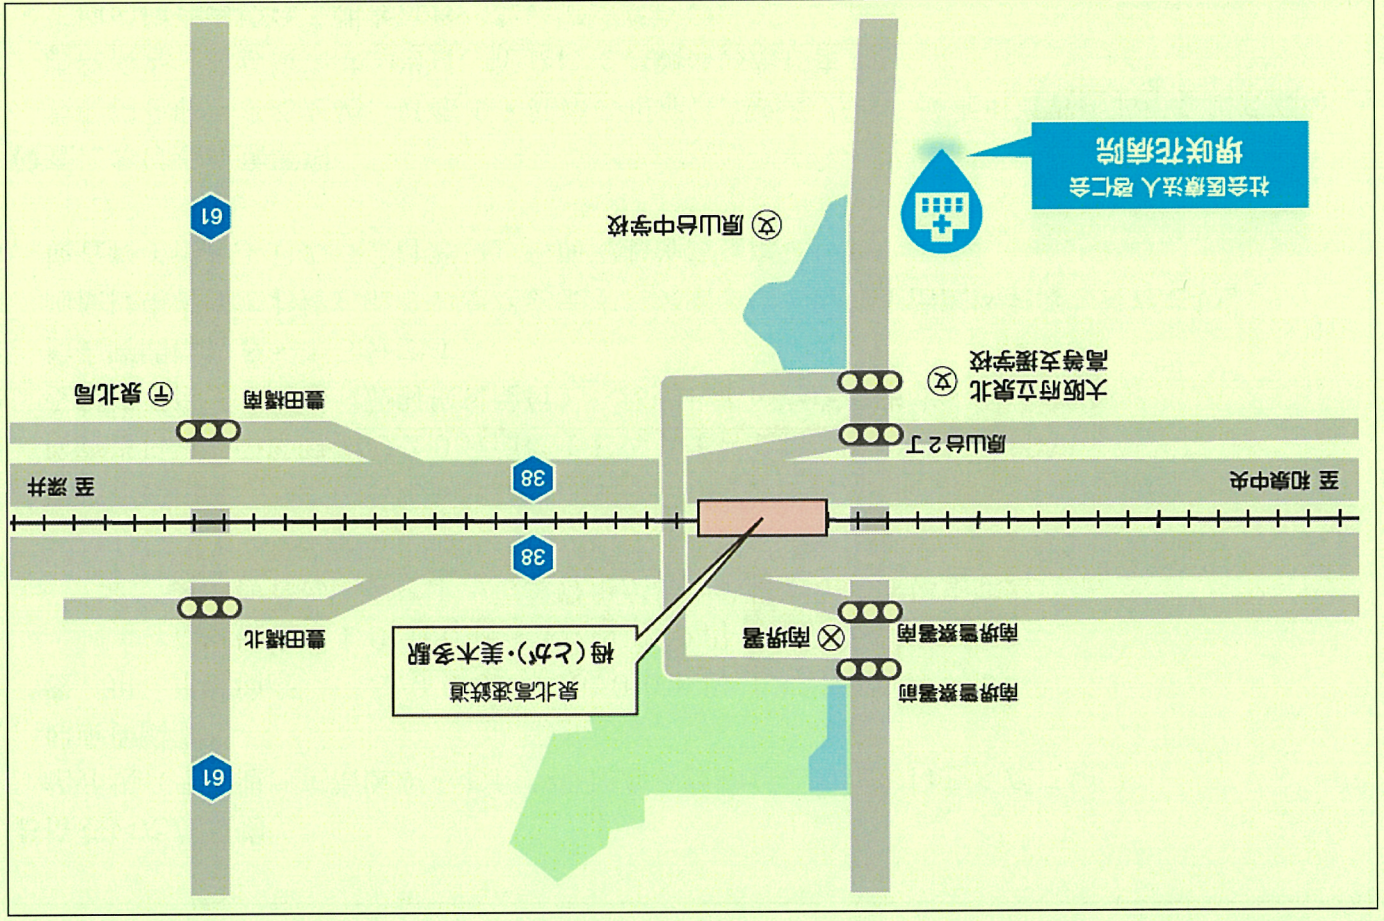 61
南堺警察署前
泉北高速鉄道
栂（とが）・美木多駅
南堺警察署南
南堺署
豊田橋北
38
至 和泉中央
38
至 深井
原山台2丁
大阪府立泉北
高等支援学校
文
豊田橋南
〒 泉北局
文 原山台中学校
61
社会医療法人 啓仁会
堺咲花病院